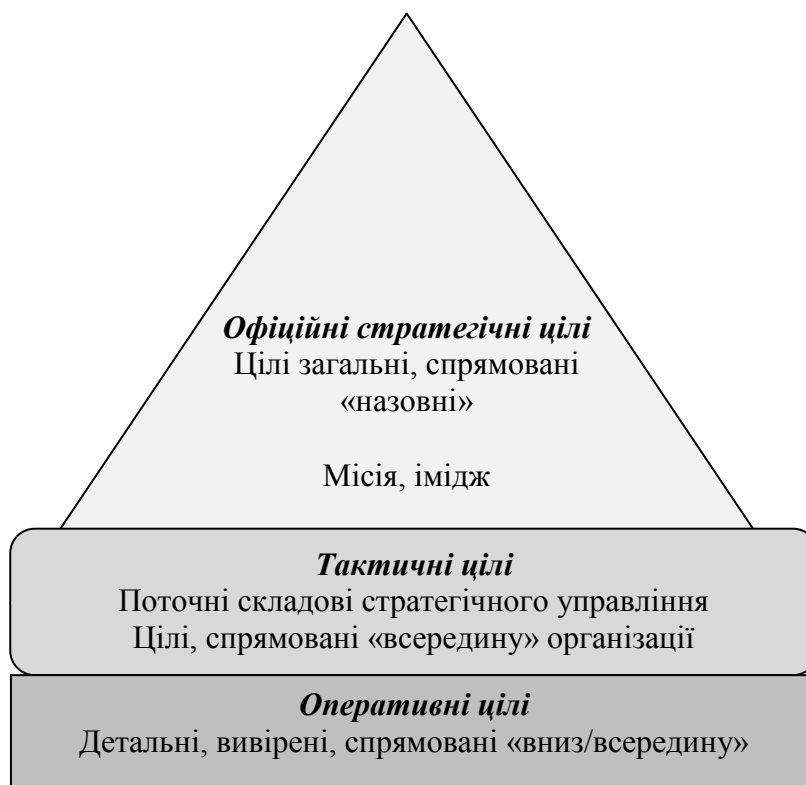 Офіційні стратегічні цілі
Цілі загальні, спрямовані
«назовні»
Місія, імідж
Тактичні цілі
Поточні складові стратегічного управління
Цілі, спрямовані «всередину» організації
Оперативні цілі
Детальні, вивірені, спрямовані «вниз/всередину»